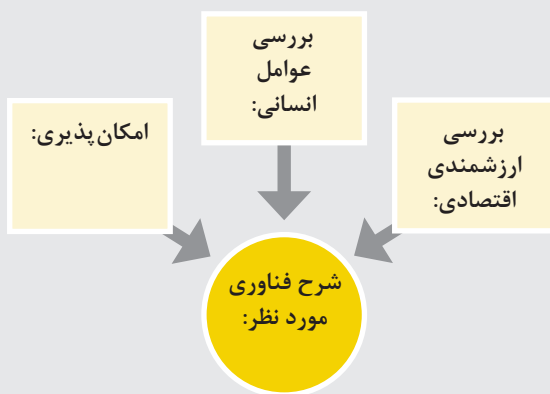 بررسی
عوامل
انسانی:
بررسی
ارزشمندی
اقتصادی:
امکان‌پذیری:
شرح فناوری
مورد نظر: